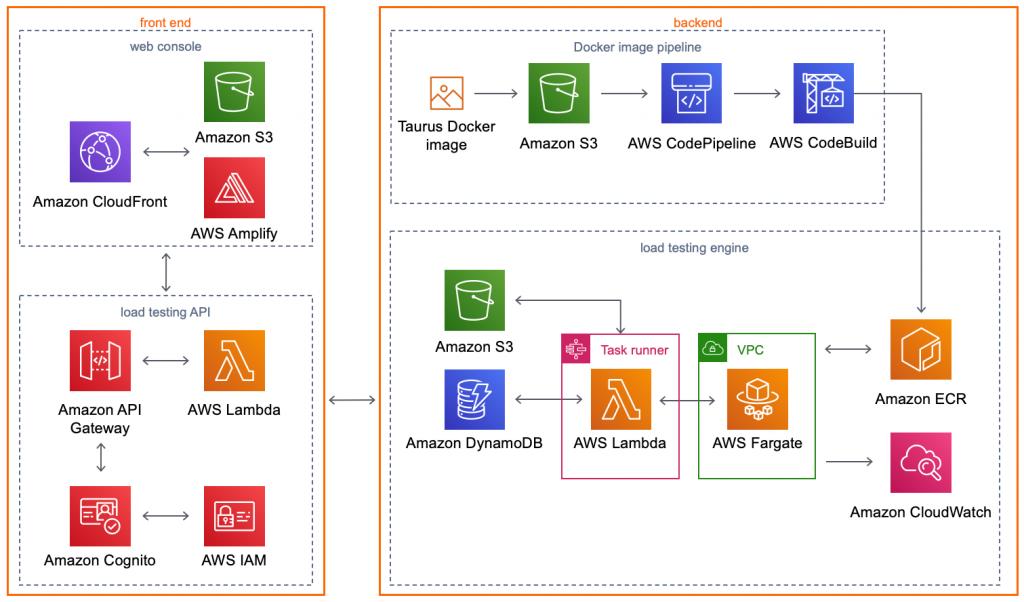 front end
web console
Amazon S3
Amazon CloudFront
AWS Amplify
load testing API
Amazon API
Gateway
AWS Lambda
Amazon Cognito
AWS IAM
backend
Docker image pipeline
Taurus Docker
image
Amazon S3
AWS CodePipeline
AWS CodeBuild
load testing engine
Amazon S3
Task runner
VPC
Amazon DynamoDB
AWS Lambda
AWS Fargate
Amazon ECR
Amazon CloudWatch